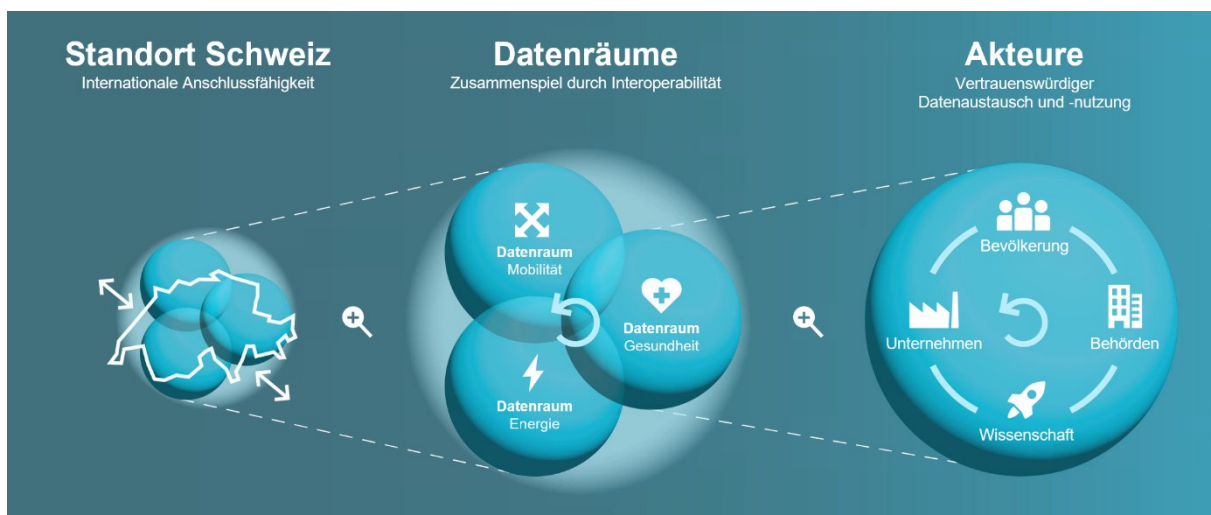 Standort Schweiz
Internationale Anschlussfähigkeit
Datenräume
Zusammenspiel durch Interoperabilität
Akteure
Vertrauenswürdiger
Datenaustausch und -nutzung
Datenraum
Mobilität
Datenraum
Gesundheit
Datenraum
Energie
Bevölkerung
Unternehmen
Behörden
Wissenschaft